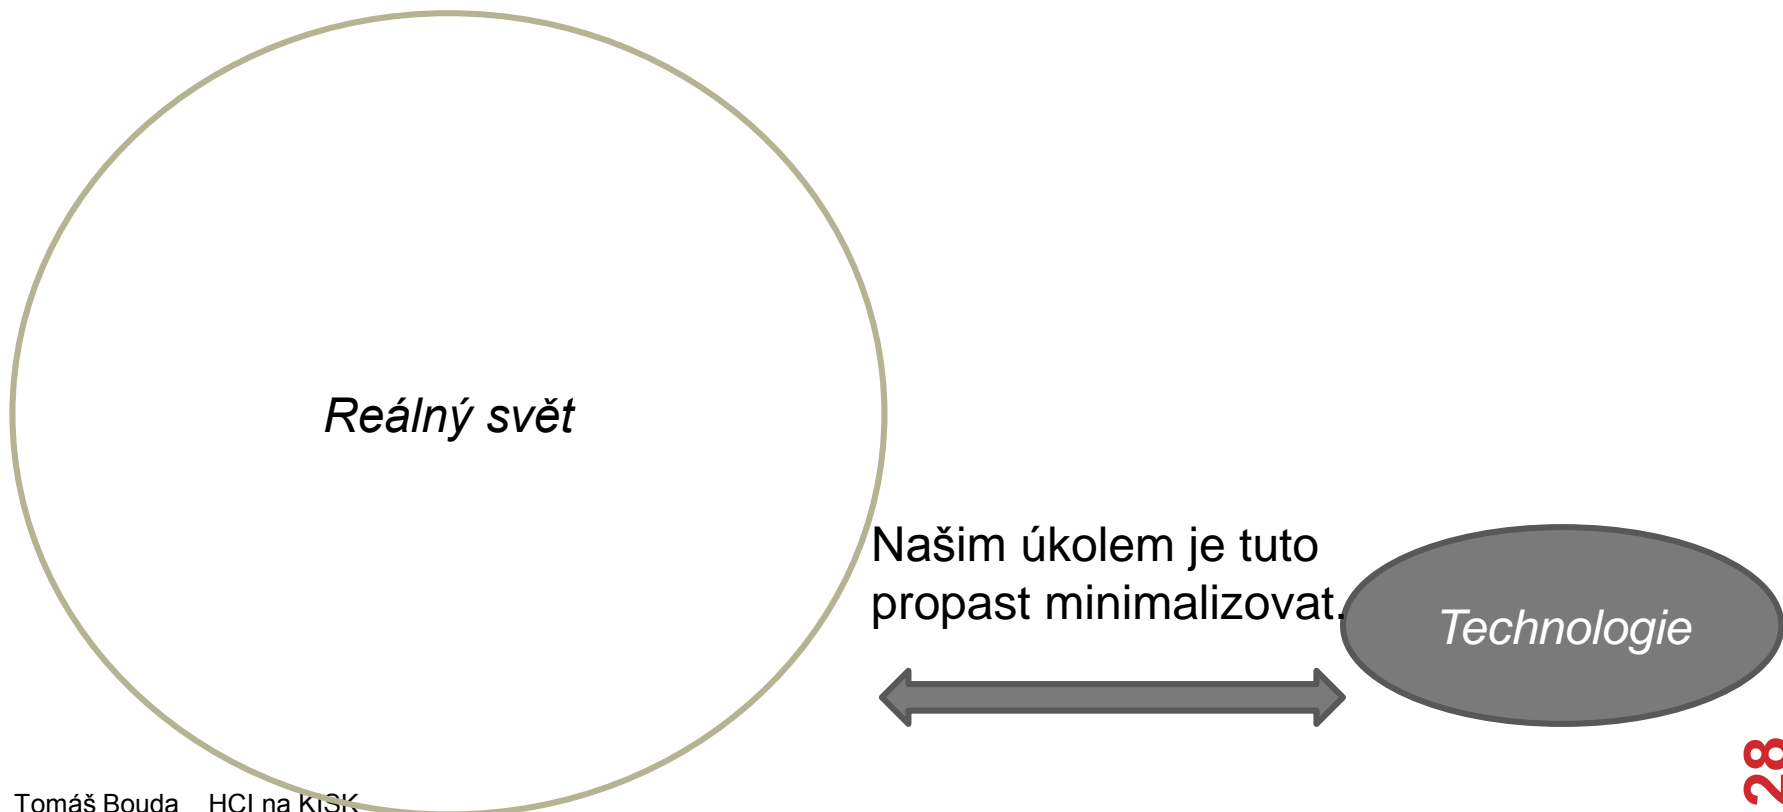 Reálný svět
Našim úkolem je tuto
propast minimalizovat.
Technologie
Tomáš Bouda HCI na KISK
28